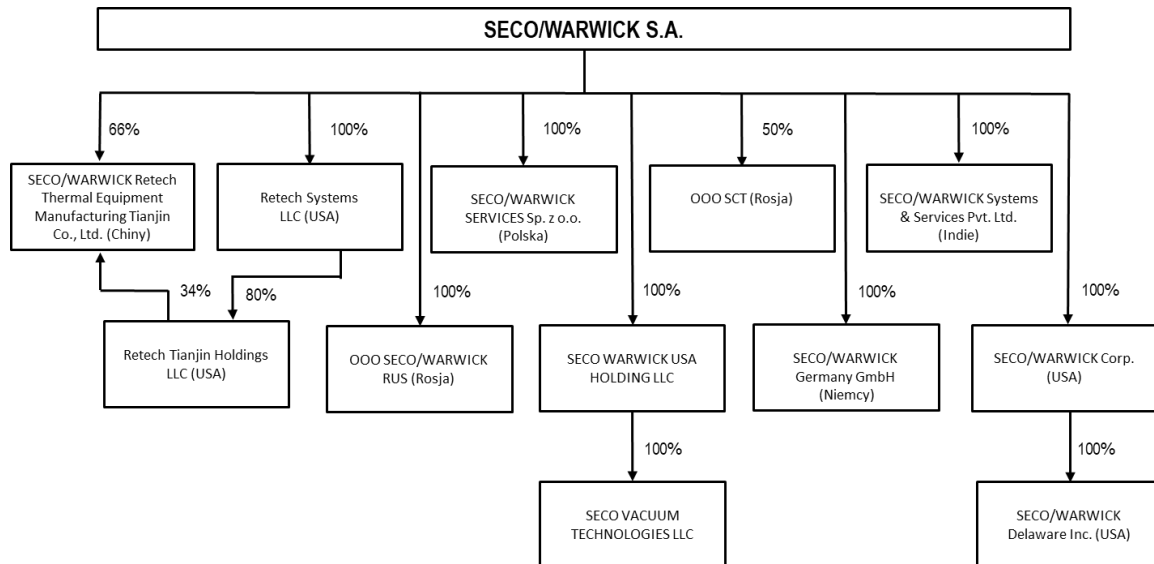 SECO/WARWICK S.A.
66%
100%
100%
50%
100%
SECO/WARWICK Retech
Thermal Equipment
Manufacturing Tianjin
Co., Ltd. (Chiny)
Retech Systems
LLC (USA)
SECO/WARWICK
SERVICES Sp. z o.o.
(Polska)
OOO SCT (Rosja)
SECO/WARWICK Systems
& Services Pvt. Ltd.
(Indie)
34%
80%
100%
100%
100%
100%
Retech Tianjin Holdings
LLC (USA)
OOO SECO/WARWICK
RUS (Rosja)
SECO WARWICK USA
HOLDING LLC
SECO/WARWICK
Germany GmbH
(Niemcy)
SECO/WARWICK Corp.
(USA)
100%
100%
SECO VACUUM
TECHNOLOGIES LLC
SECO/WARWICK
Delaware Inc. (USA)